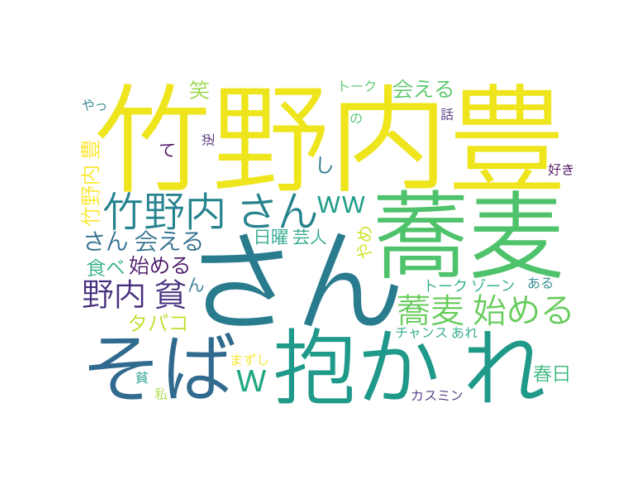 トーク 会える
笑
やっ の 話
竹野内豊
竹野内 豊 て 逆 し 好き
竹野内 さん ww 蕎麦
さん 会える 日曜 芸人 やめ
食べ 始める さん トーク ゾーン ある
野内 貧 ん 蕎麦 始める
タバコ チャンス あれ
そば まずし 抱か れ 春日
貧 w
私 カスミン